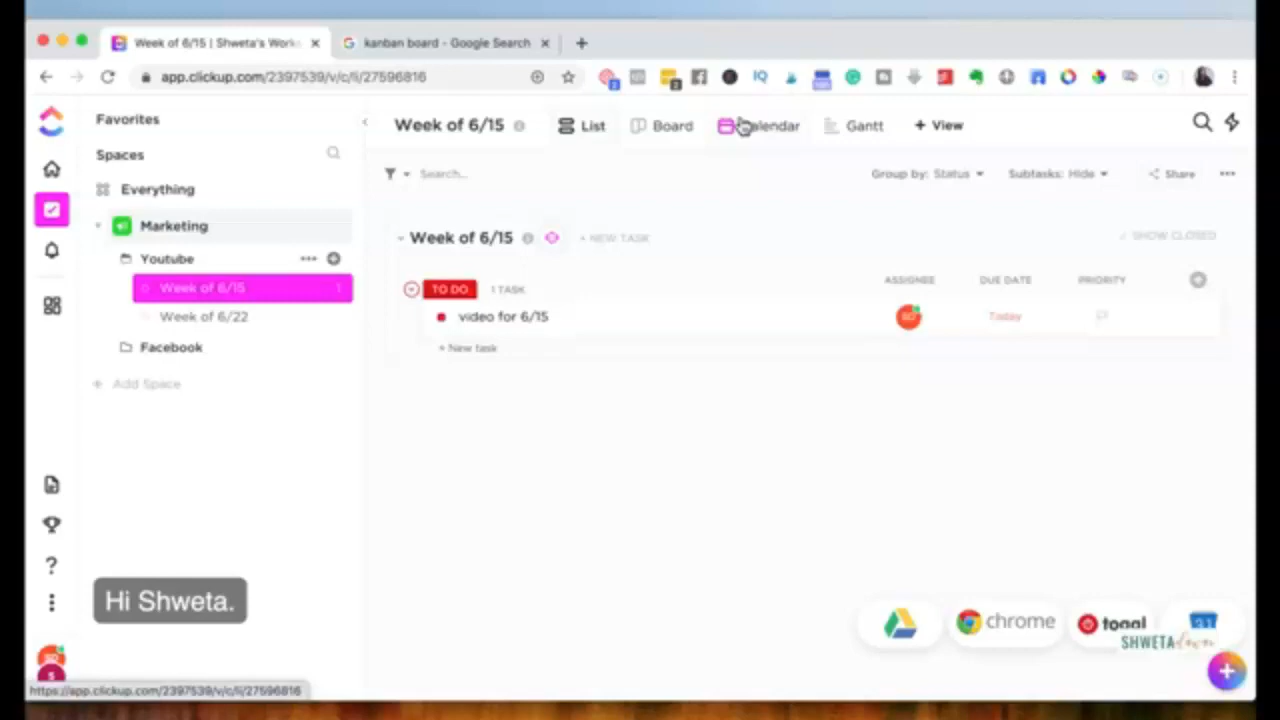 Week of 6/15 | Shweta's Works
kanban board - Google Search
app.clickup.com/2397539/v/c/li/27596816
Favorites
Spaces
Everything
Marketing
Youtube
Week of 6/15 1
Week of 6/22
Facebook
+ Add Space
Week of 6/15
List
Board
Calendar
Gantt
+ View
Search...
Group by: Status
Subtasks: Hide
Share
Week of 6/15
+ NEW TASK
SHOW CLOSED
TO DO
1 TASK
ASSIGNEE
DUE DATE
PRIORITY
video for 6/15
Today
+ New task
Hi Shweta.
chrome
toggl
31
SHWETA
https://app.clickup.com/2397539/v/c/li/27596816